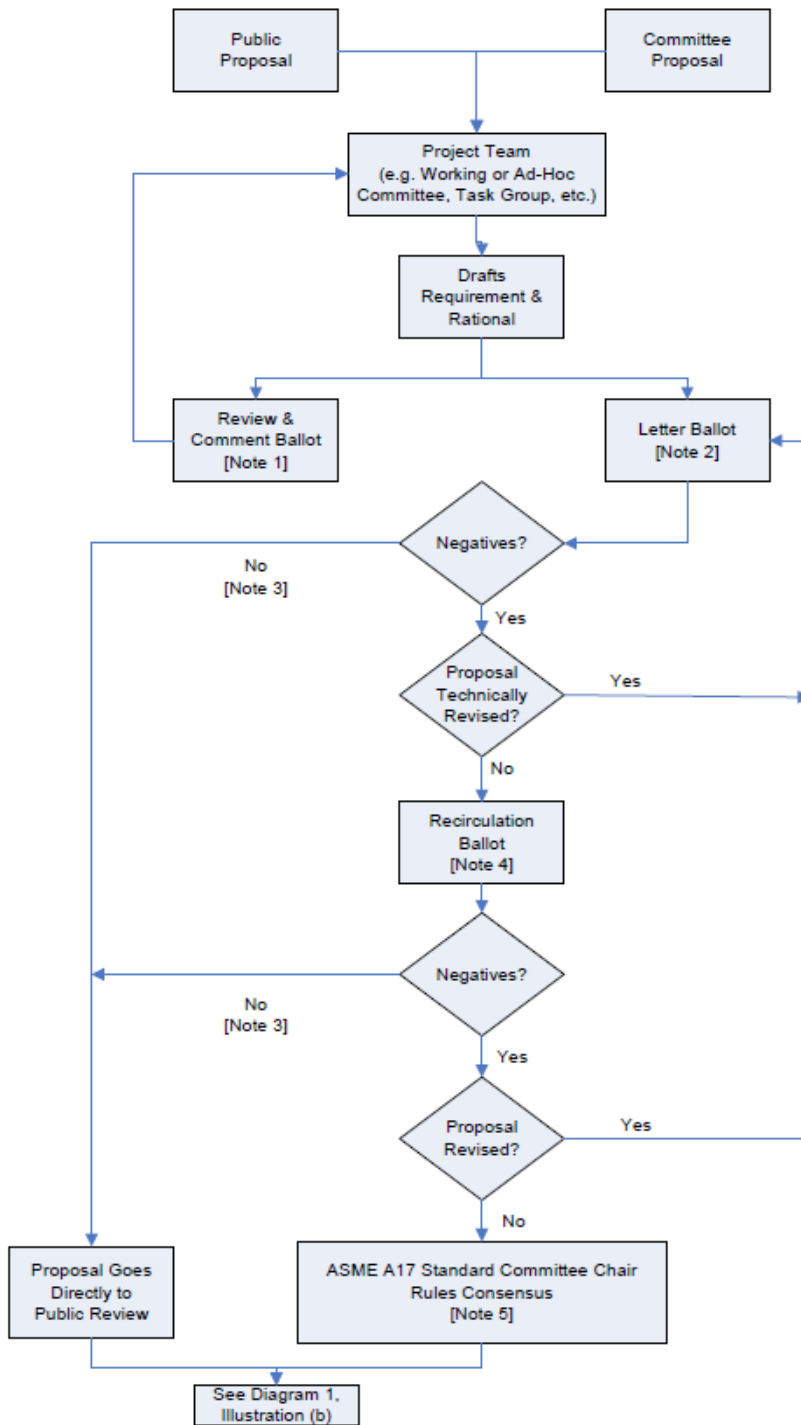 Public
Proposal
Committee
Proposal
Project Team
(e.g. Working or Ad-Hoc
Committee, Task Group, etc.)
Drafts
Requirement &
Rational
Review &
Comment Ballot
[Note 1]
Letter Ballot
[Note 2]
Negatives?
No
[Note 3]
Yes
Proposal
Technically
Revised?
Yes
No
Recirculation
Ballot
[Note 4]
Negatives?
No
[Note 3]
Yes
Proposal
Revised?
Yes
No
Proposal Goes
Directly to
Public Review
ASME A17 Standard Committee Chair
Rules Consensus
[Note 5]
See Diagram 1,
Illustration (b)